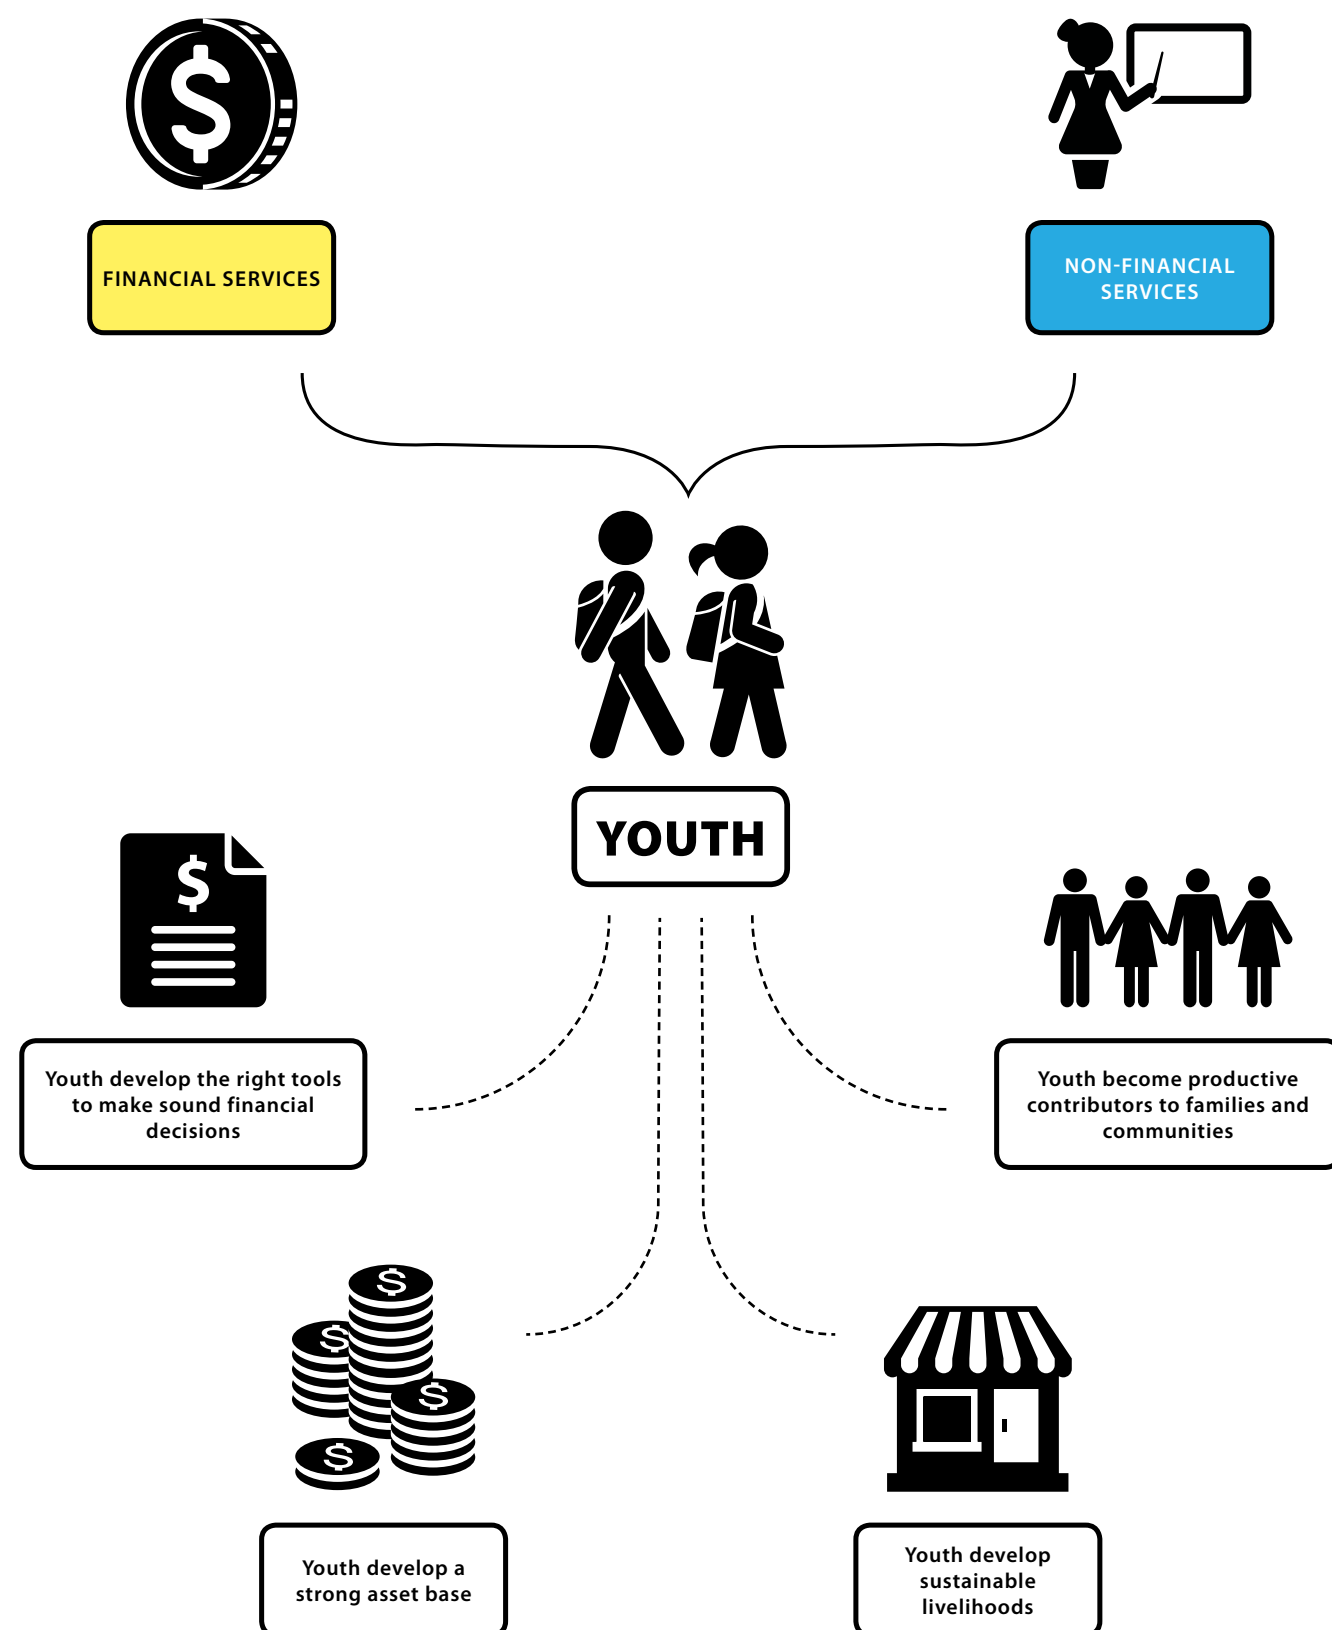 FINANCIAL SERVICES
NON-FINANCIAL
SERVICES
YOUTH
Youth develop the right tools
to make sound financial
decisions
Youth become productive
contributors to families and
communities
Youth develop a
strong asset base
Youth develop
sustainable
livelihoods